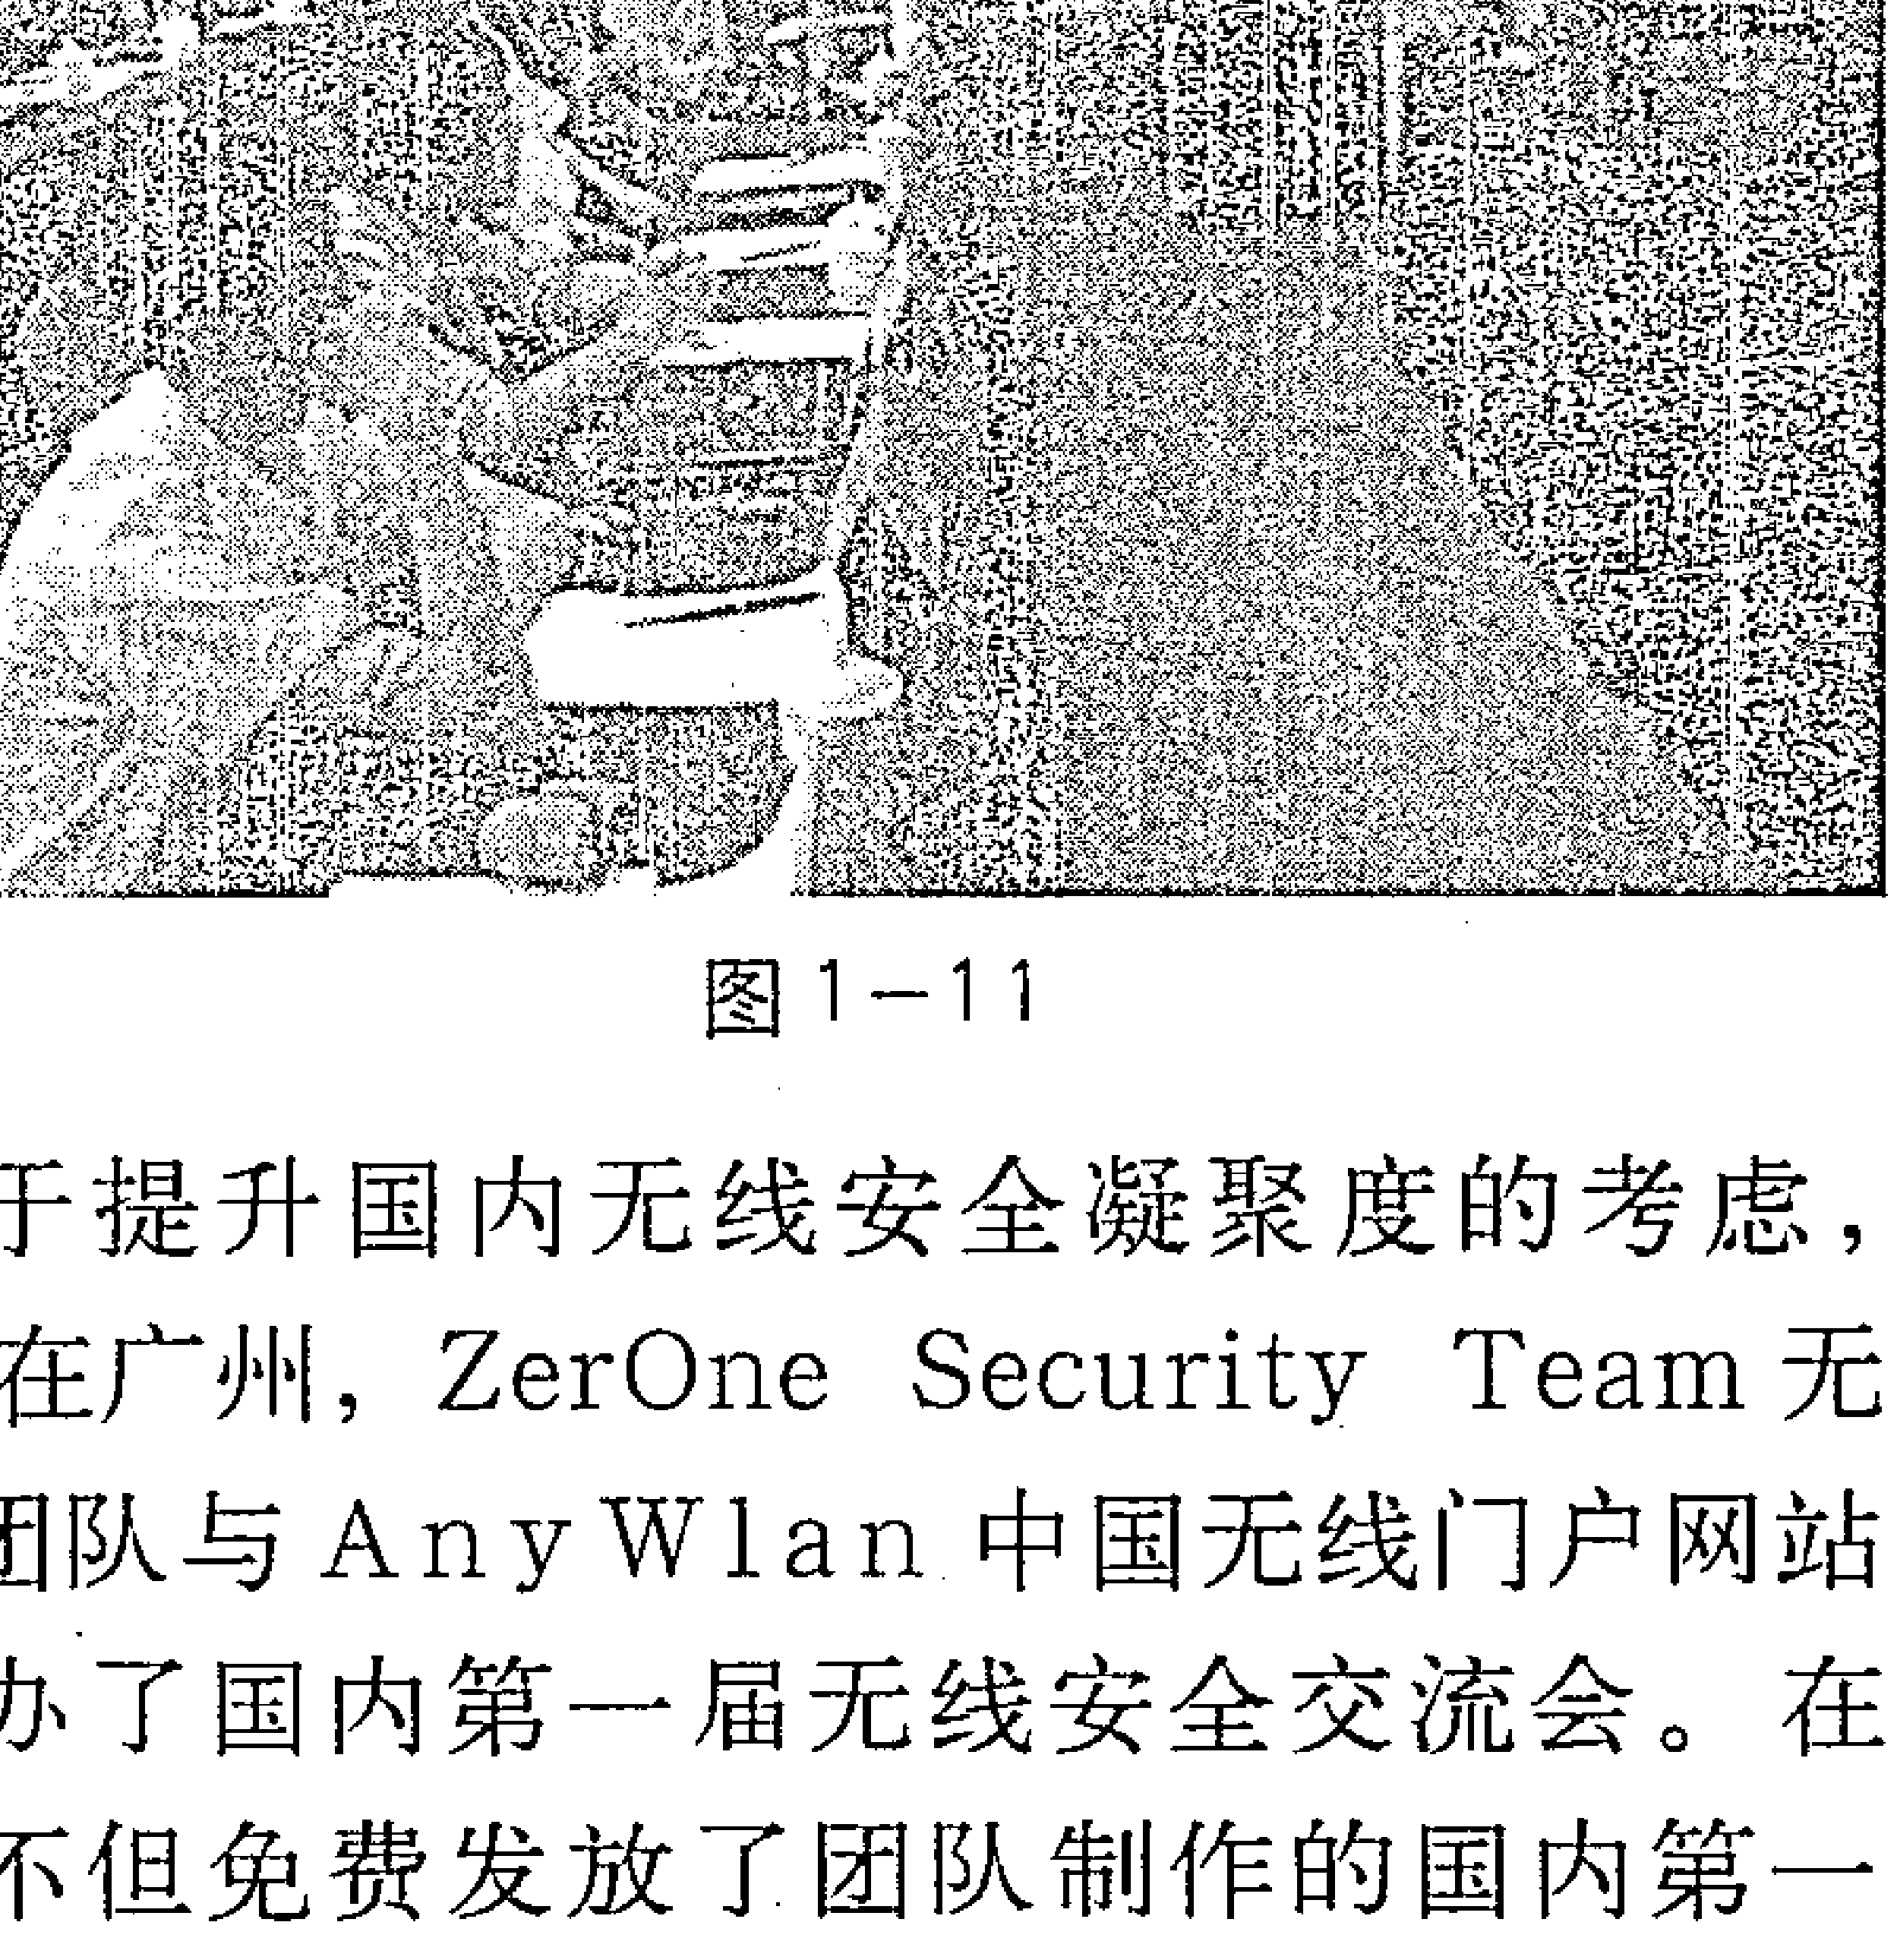 图1-11
于提升国内无线安全凝聚度的考虑，
在广州，ZerOne Security Team无
团队与AnyWlan中国无线门户网站
办了国内第一届无线安全交流会。在
不但免费发放了团队制作的国内第一